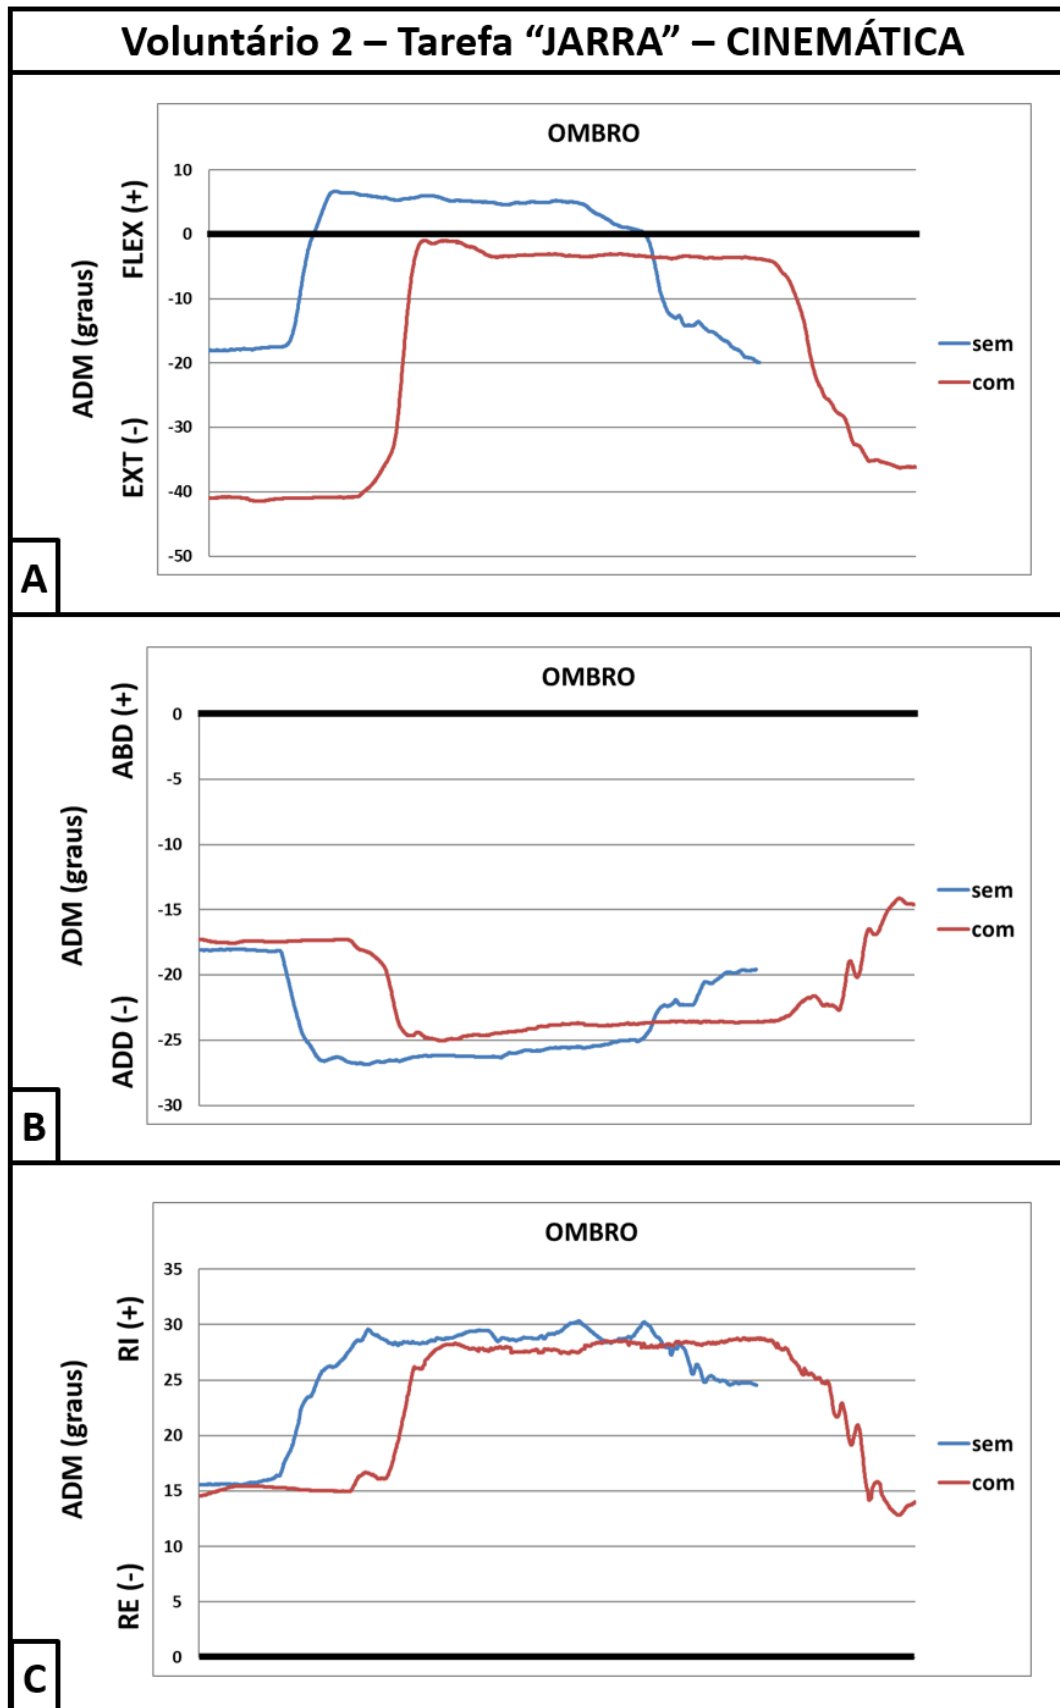 Voluntário 2 – Tarefa “JARRA” – CINEMÁTICA
OMBRO
ADM (graus)
EXT (-)
FLEX (+)
10
0
-10
-20
-30
-40
-50
sem
com
A
OMBRO
ADM (graus)
ADD (-)
ABD (+)
0
-5
-10
-15
-20
-25
-30
sem
com
B
OMBRO
ADM (graus)
RE (-)
RI (+)
35
30
25
20
15
10
5
0
sem
com
C